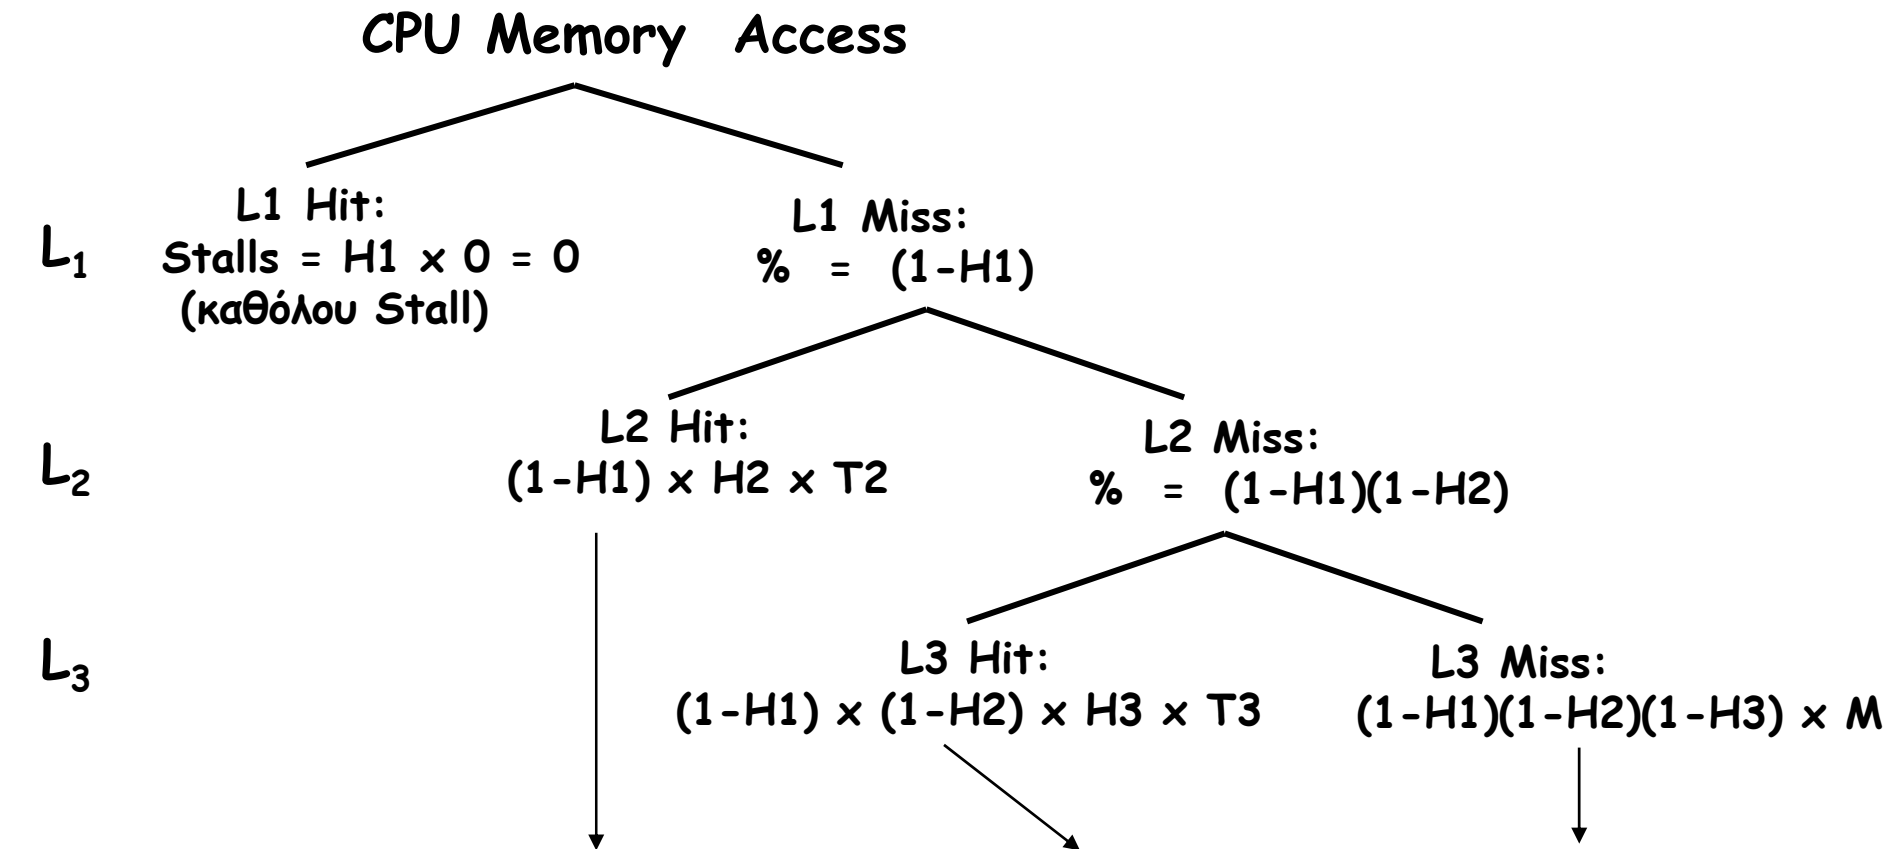 CPU Memory Access
L1 Hit:
Stalls = H1 x 0 = 0
(καθόλου Stall)
L1 Miss:
% = (1-H1)
L₁
L2 Hit:
(1-H1) x H2 x T2
L2 Miss:
% = (1-H1)(1-H2)
L₂
L3 Hit:
(1-H1) x (1-H2) x H3 x T3
L3 Miss:
(1-H1)(1-H2)(1-H3) x M
L₃